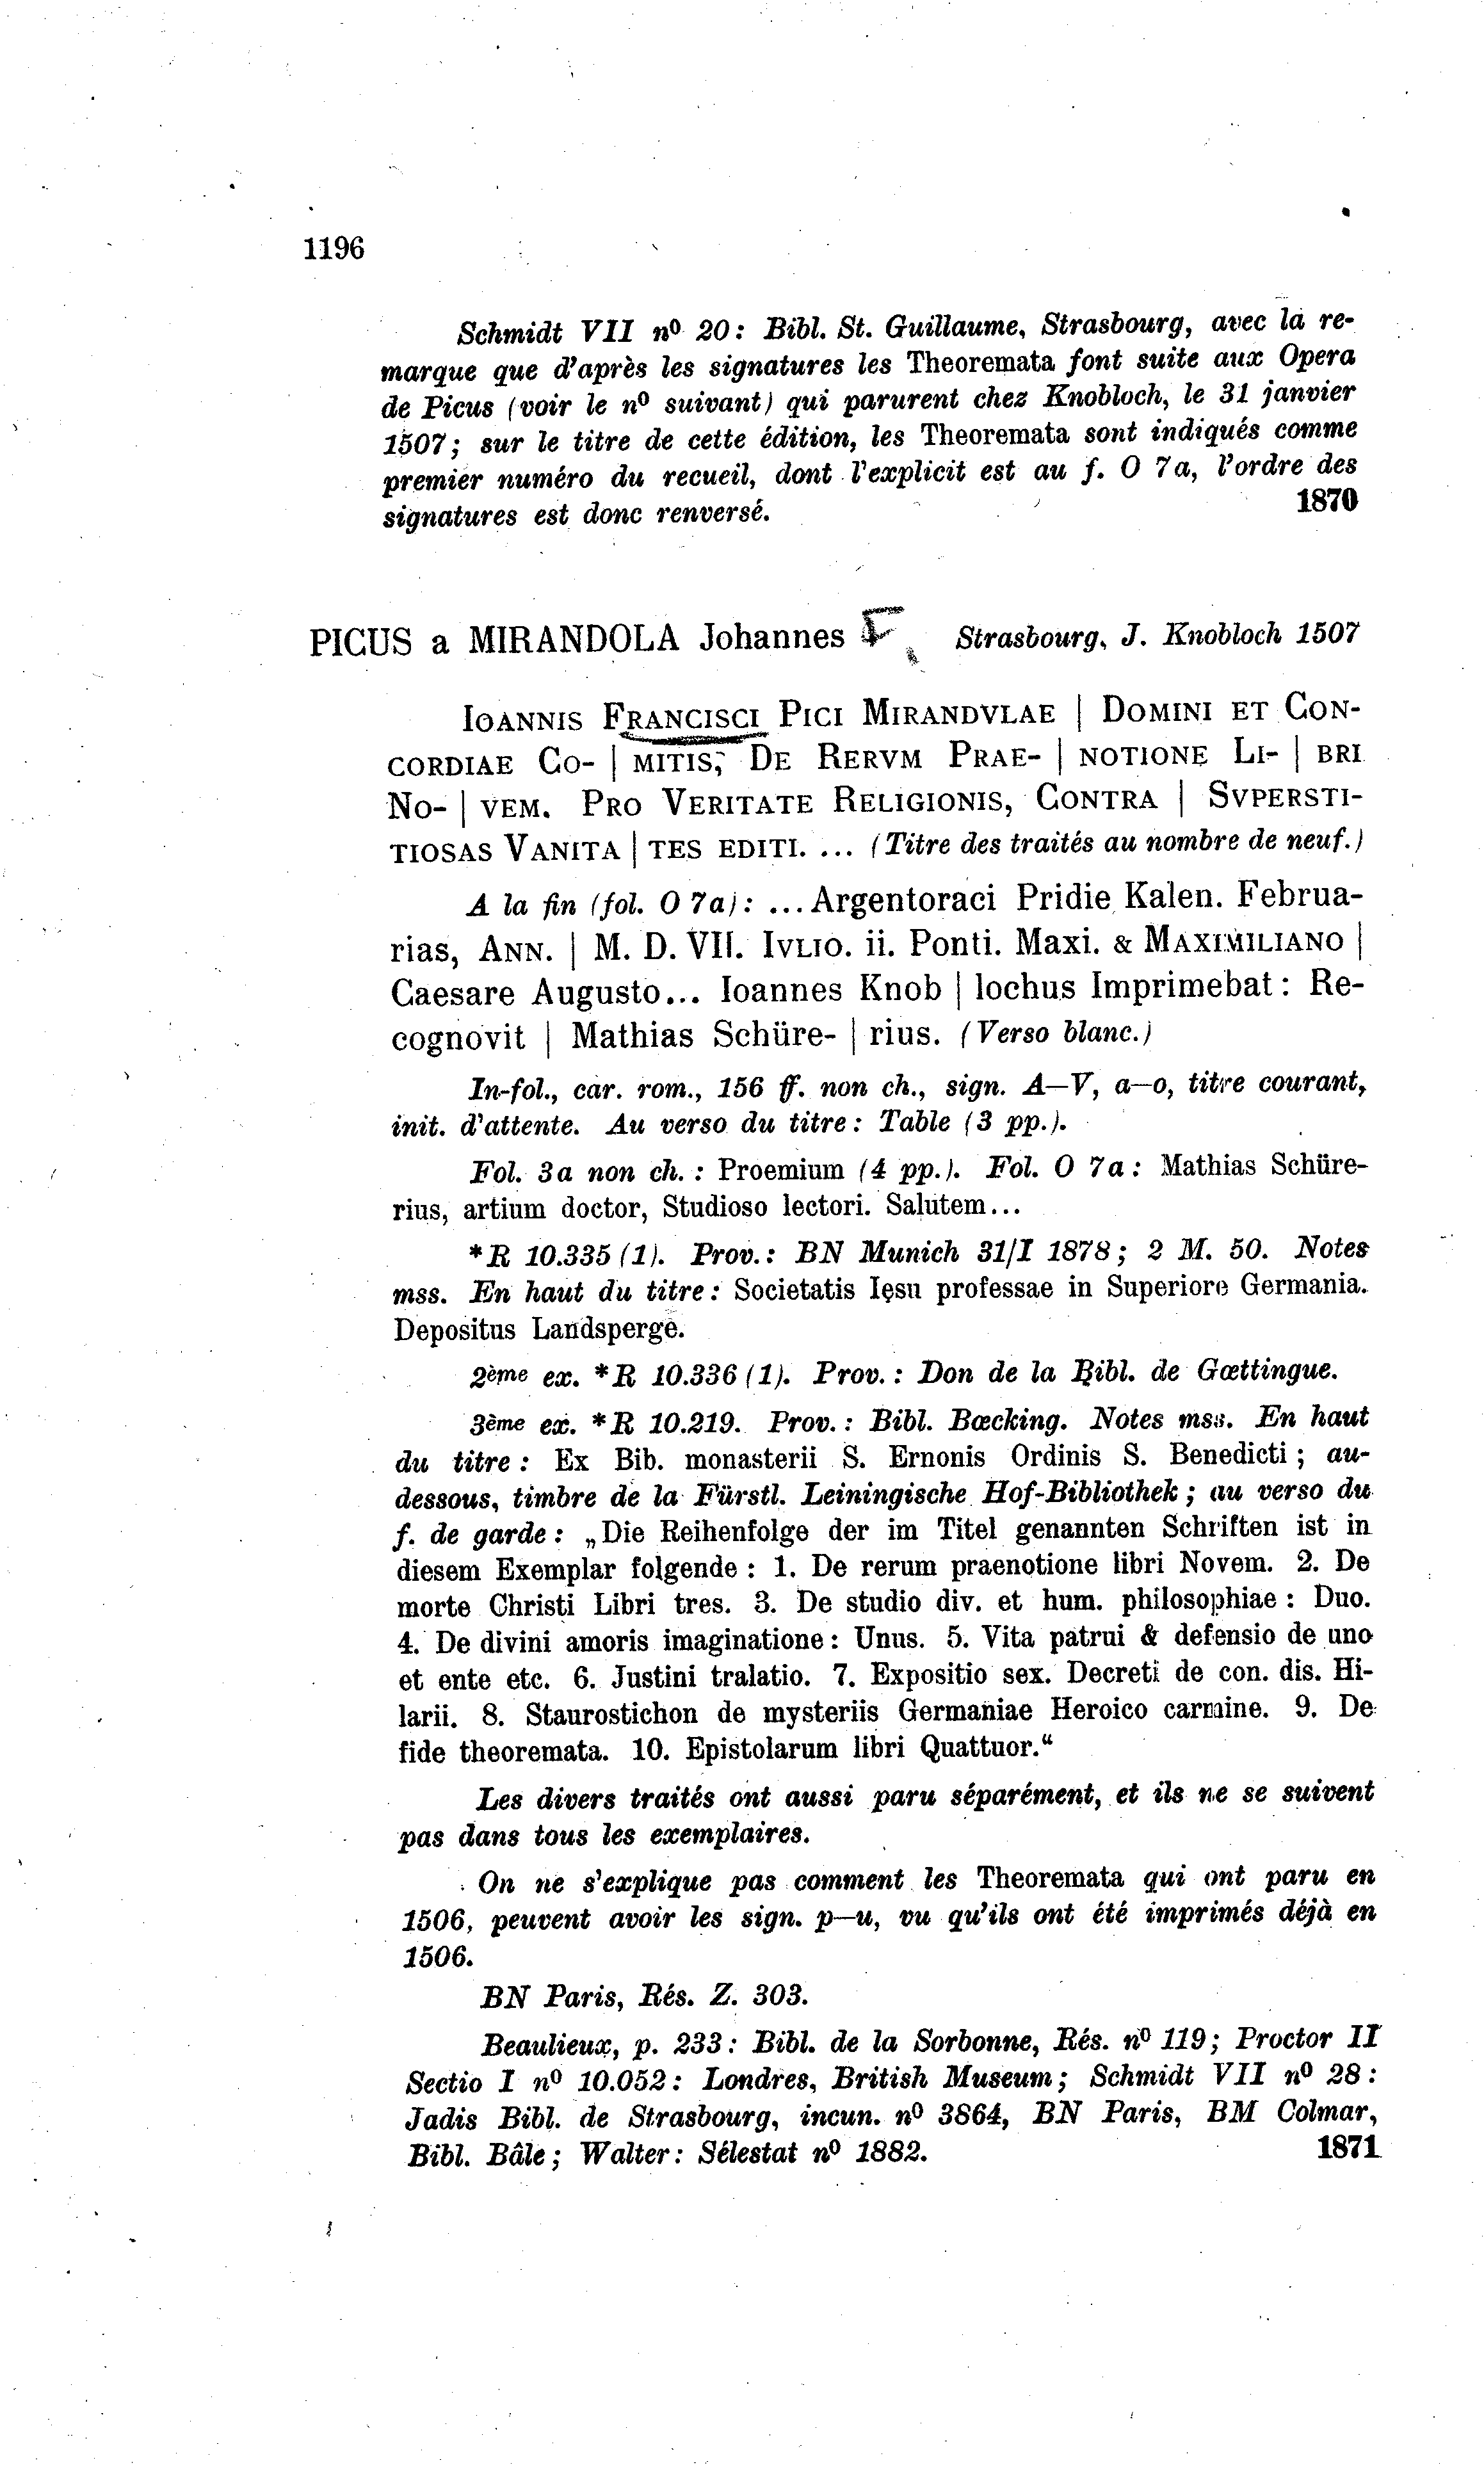 1196
Schmidt VII nº 20: Bibl. St. Guillaume, Strasbourg, avec la re-
marque que d'après les signatures les Theoremata font suite aux Opera
de Picus (voir le nº suivant) qui parurent chez Knobloch, le 31 janvier
1507; sur le titre de cette édition, les Theoremata sont indiqués comme
premier numéro du recueil, dont l'explicit est au f. O 7a, l'ordre des
signatures est donc renversé. 1870
PICUS a MIRANDOLA Johannes F. Strasbourg, J. Knobloch 1507
IOANNIS FRANCISCI PICI MIRANDVLAE | DOMINI ET CON-
CORDIAE CO- | MITIS, DE RERVM PRAE- | NOTIONE LI- | BRI
NO- | VEM. PRO VERITATE RELIGIONIS, CONTRA | SVPERSTI-
TIOSAS VANITA | TES EDITI. ... (Titre des traités au nombre de neuf.)
A la fin (fol. O 7a): ... Argentoraci Pridie Kalen. Februa-
rias, ANN. | M. D. VII. IVLIO. ii. Ponti. Maxi. & MAXIMILIANO |
Caesare Augusto... Ioannes Knob | lochus Imprimebat: Re-
cognovit | Mathias Schüre- | rius. (Verso blanc.)
In-fol., car. rom., 156 ff. non ch., sign. A—V, a—o, titre courant,
init. d'attente. Au verso du titre: Table (3 pp.).
Fol. 3a non ch.: Proemium (4 pp.). Fol. O 7a: Mathias Schüre-
rius, artium doctor, Studioso lectori. Salutem...
*R 10.335 (1). Prov.: BN Munich 31/I 1878; 2 M. 50. Notes
mss. En haut du titre: Societatis Ięsu professae in Superiore Germania.
Depositus Landsperge.
2ème ex. *R 10.336 (1). Prov.: Don de la Bibl. de Gœttingue.
3ème ex. *R 10.219. Prov.: Bibl. Bœcking. Notes mss. En haut
du titre: Ex Bib. monasterii S. Ernonis Ordinis S. Benedicti; au-
dessous, timbre de la Fürstl. Leiningische Hof-Bibliothek; au verso du
f. de garde: „Die Reihenfolge der im Titel genannten Schriften ist in
diesem Exemplar folgende: 1. De rerum praenotione libri Novem. 2. De
morte Christi Libri tres. 3. De studio div. et hum. philosophiae: Duo.
4. De divini amoris imaginatione: Unus. 5. Vita patrui & defensio de uno
et ente etc. 6. Justini tralatio. 7. Expositio sex. Decreti de con. dis. Hi-
larii. 8. Staurostichon de mysteriis Germaniae Heroico carmine. 9. De
fide theoremata. 10. Epistolarum libri Quattuor.“
Les divers traités ont aussi paru séparément, et ils ne se suivent
pas dans tous les exemplaires.
On ne s'explique pas comment les Theoremata qui ont paru en
1506, peuvent avoir les sign. p—u, vu qu'ils ont été imprimés déjà en
1506.
BN Paris, Rés. Z. 303.
Beaulieux, p. 233: Bibl. de la Sorbonne, Rés. nº 119; Proctor II
Sectio I nº 10.052: Londres, British Museum; Schmidt VII nº 28:
Jadis Bibl. de Strasbourg, incun. nº 3864, BN Paris, BM Colmar,
Bibl. Bâle; Walter: Sélestat nº 1882. 1871